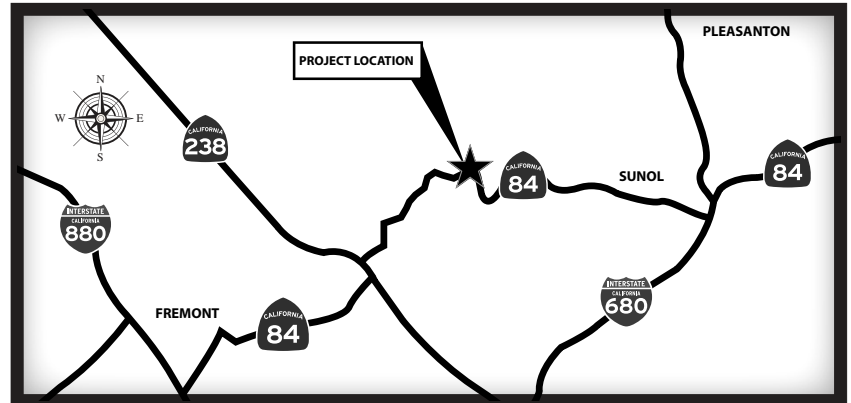 PLEASANTON
PROJECT LOCATION
N
W E
S
CALIFORNIA
238
CALIFORNIA
84
SUNOL
CALIFORNIA
84
INTERSTATE
CALIFORNIA
880
INTERSTATE
CALIFORNIA
680
FREMONT
CALIFORNIA
84